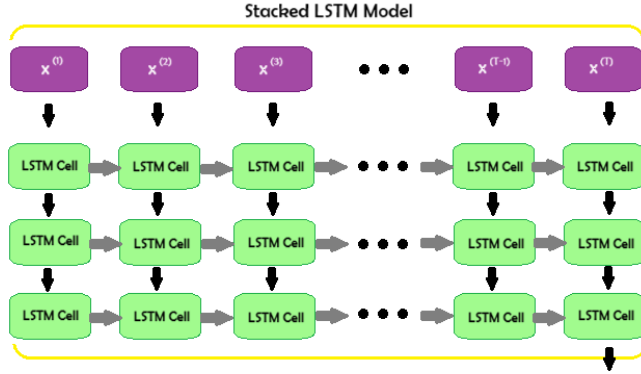 Stacked LSTM Model
x^(1) x^(2) x^(3) ••• x^(T-1) x^(T)
LSTM Cell LSTM Cell LSTM Cell ••• LSTM Cell LSTM Cell
LSTM Cell LSTM Cell LSTM Cell ••• LSTM Cell LSTM Cell
LSTM Cell LSTM Cell LSTM Cell ••• LSTM Cell LSTM Cell